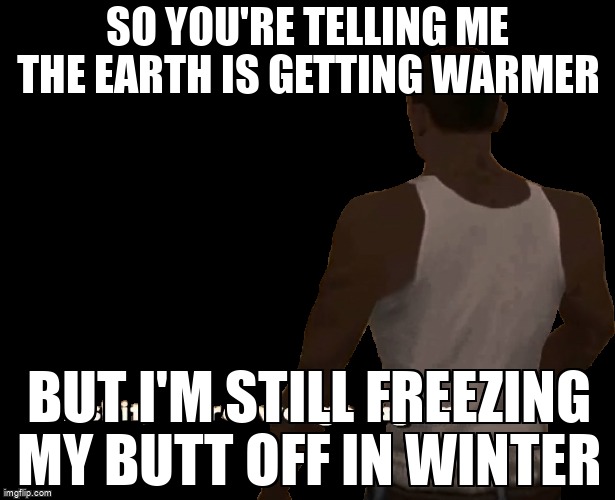 SO YOU'RE TELLING ME
THE EARTH IS GETTING WARMER
BUT I'M STILL FREEZING
MY BUTT OFF IN WINTER
imgflip.com